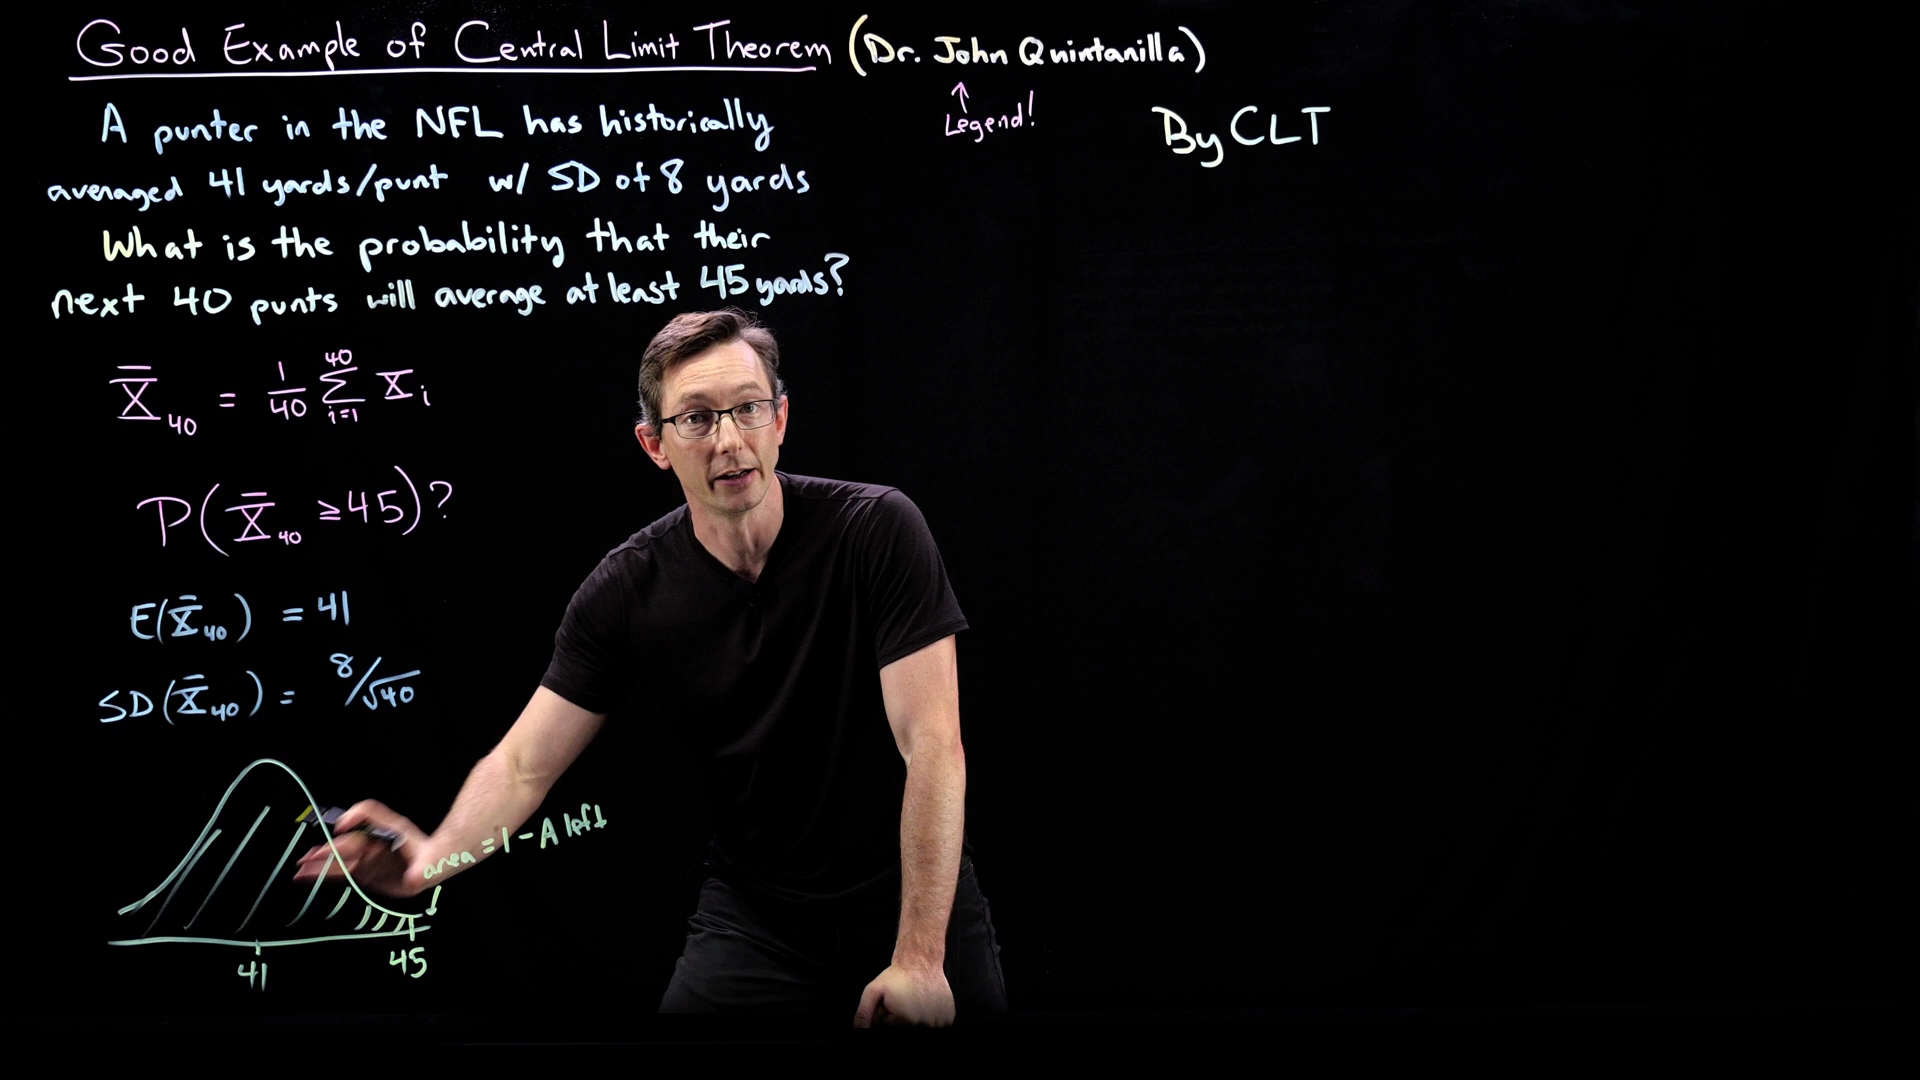 Good Example of Central Limit Theorem (Dr. John Quintanilla)
↑
Legend!
A punter in the NFL has historically
averaged 41 yards/punt w/ SD of 8 yards
What is the probability that their
next 40 punts will average at least 45 yards?
X̄₄₀ = 1/40 ∑ᵢ₌₁⁴⁰ Xᵢ
P(X̄₄₀ ≥45)?
E(X̄₄₀) = 41
SD(X̄₄₀) = 8/√40
area = 1 - A left
41 45
By CLT